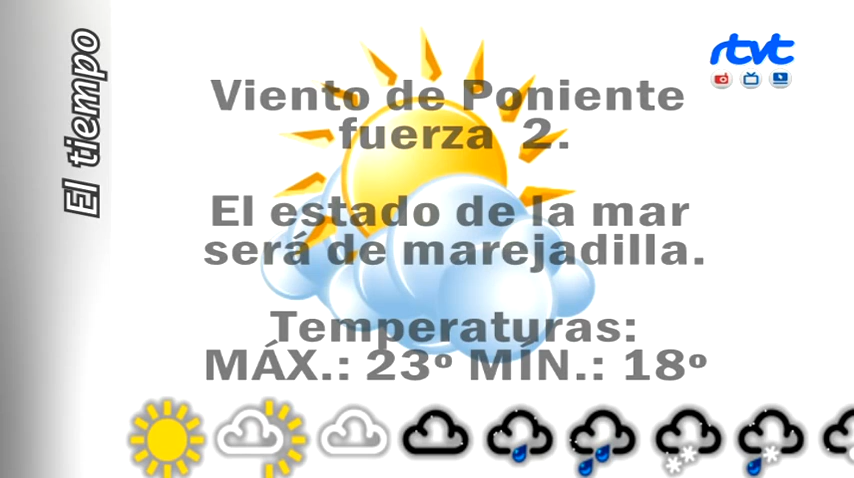 El tiempo
rtvt
Viento de Poniente
fuerza 2.
El estado de la mar
será de marejadilla.
Temperaturas:
MÁX.: 23º MÍN.: 18º